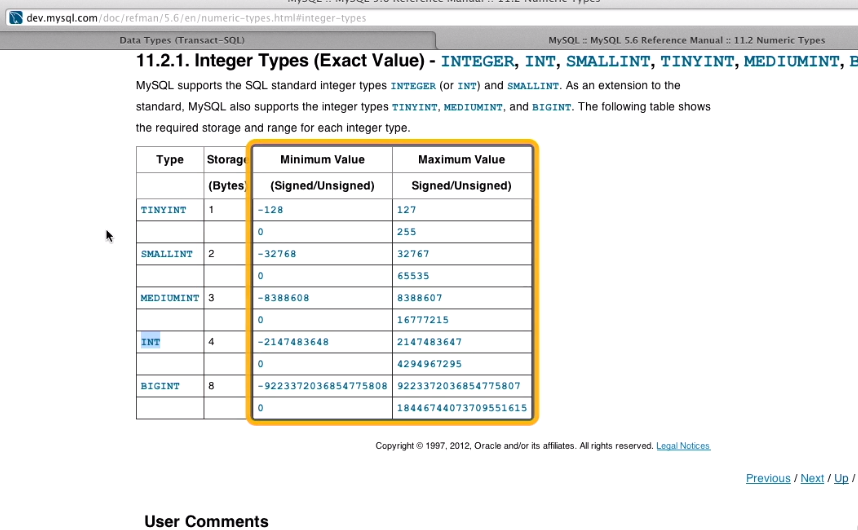 MySQL :: MySQL 5.6 Reference Manual :: 11.2 Numeric Types
dev.mysql.com/doc/refman/5.6/en/numeric-types.html#integer-types
Data Types (Transact-SQL) MySQL :: MySQL 5.6 Reference Manual :: 11.2 Numeric Types
11.2.1. Integer Types (Exact Value) - INTEGER, INT, SMALLINT, TINYINT, MEDIUMINT, B
MySQL supports the SQL standard integer types INTEGER (or INT) and SMALLINT. As an extension to the
standard, MySQL also supports the integer types TINYINT, MEDIUMINT, and BIGINT. The following table shows
the required storage and range for each integer type.
Type Storage Minimum Value Maximum Value
(Bytes) (Signed/Unsigned) Signed/Unsigned)
TINYINT 1 -128 127
0 255
SMALLINT 2 -32768 32767
0 65535
MEDIUMINT 3 -8388608 8388607
0 16777215
INT 4 -2147483648 2147483647
0 4294967295
BIGINT 8 -9223372036854775808 9223372036854775807
0 18446744073709551615
Copyright © 1997, 2012, Oracle and/or its affiliates. All rights reserved. Legal Notices
Previous / Next / Up /
User Comments